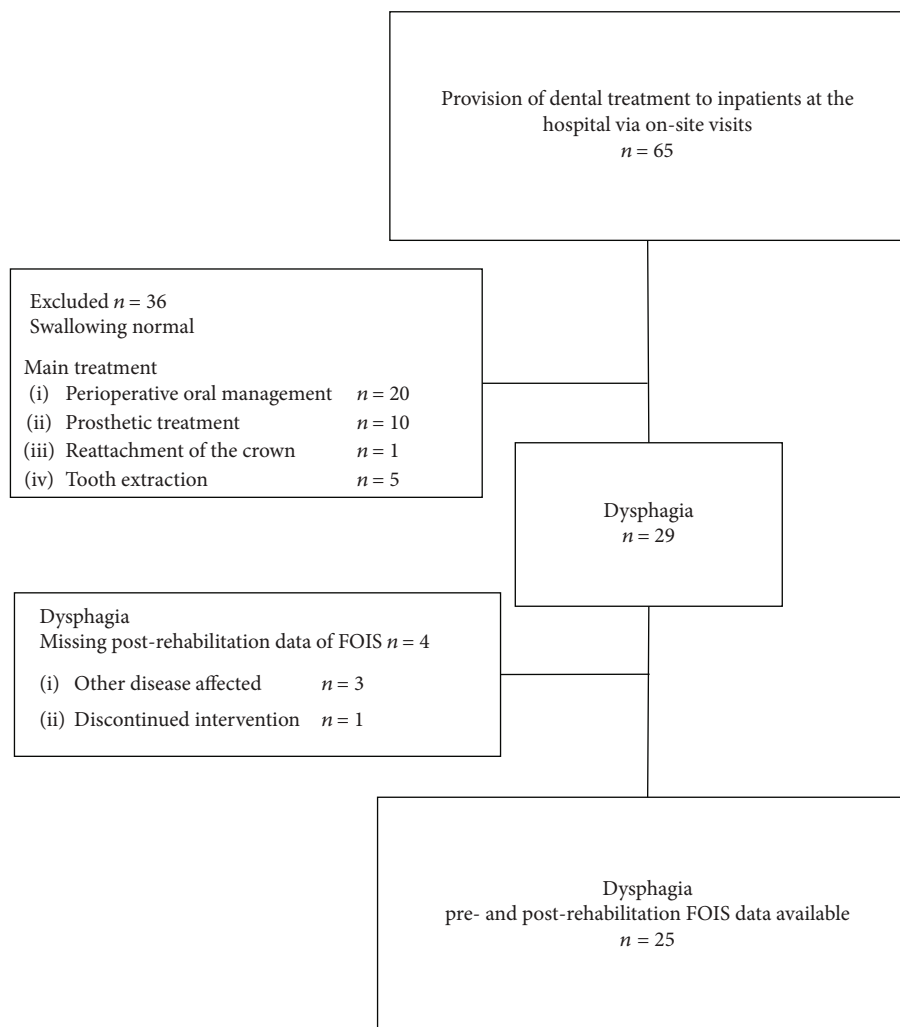 Provision of dental treatment to inpatients at the
hospital via on-site visits
n = 65
Excluded n = 36
Swallowing normal
Main treatment
(i) Perioperative oral management n = 20
(ii) Prosthetic treatment n = 10
(iii) Reattachment of the crown n = 1
(iv) Tooth extraction n = 5
Dysphagia
n = 29
Dysphagia
Missing post-rehabilitation data of FOIS n = 4
(i) Other disease affected n = 3
(ii) Discontinued intervention n = 1
Dysphagia
pre- and post-rehabilitation FOIS data available
n = 25